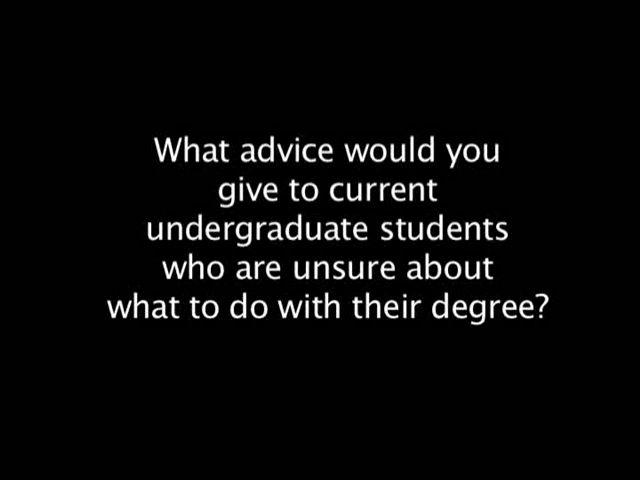 What advice would you
give to current
undergraduate students
who are unsure about
what to do with their degree?